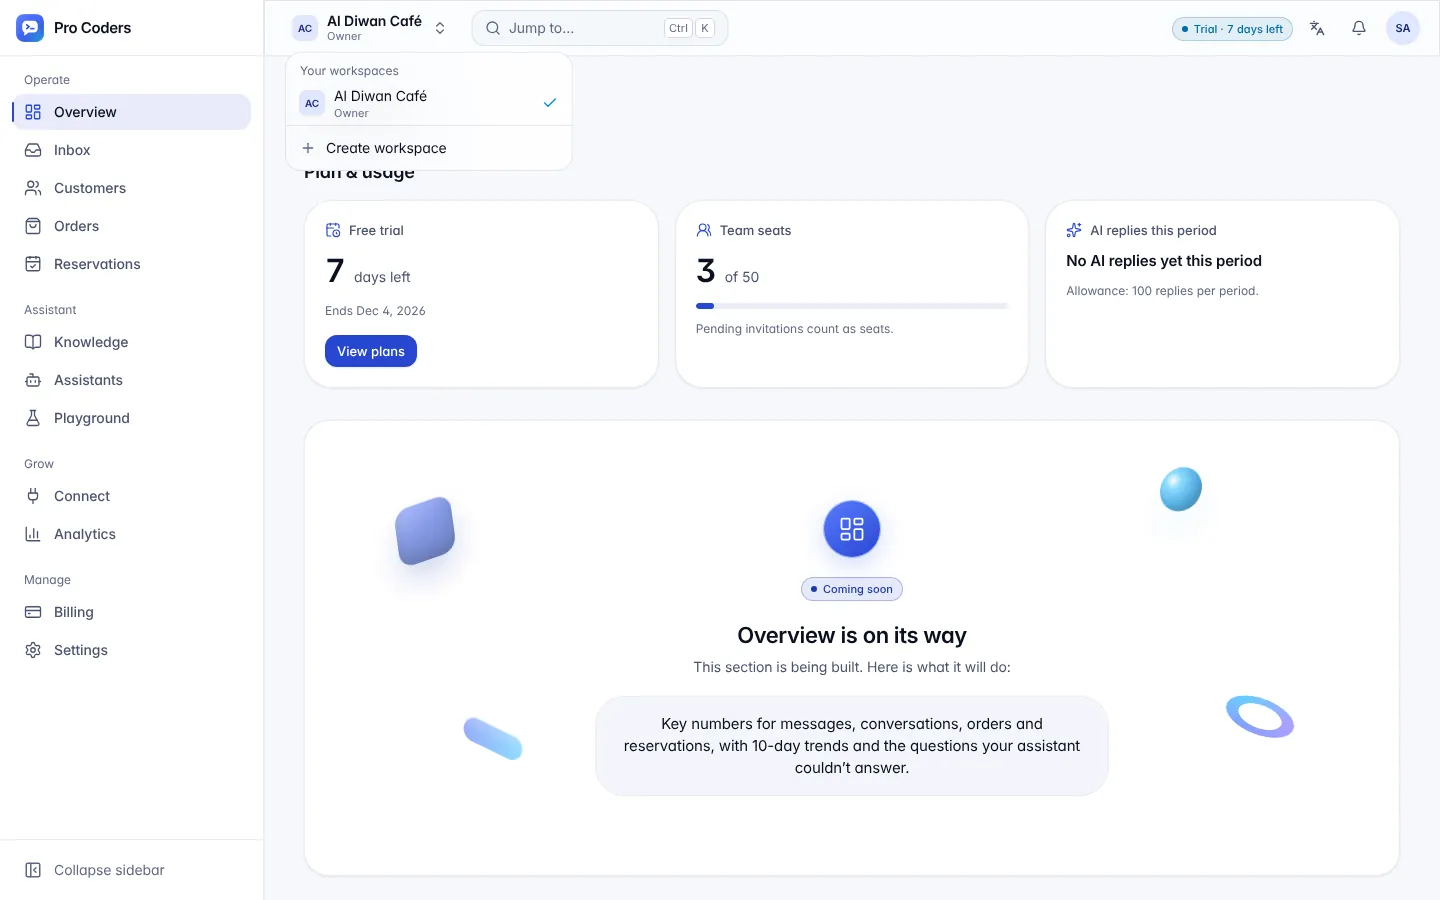 Pro Coders
AC
Al Diwan Café
Owner
Jump to...
Ctrl K
Trial · 7 days left
SA
Your workspaces
AC
Al Diwan Café
Owner
Create workspace
Operate
Overview
Inbox
Customers
Orders
Reservations
Assistant
Knowledge
Assistants
Playground
Grow
Connect
Analytics
Manage
Billing
Settings
Collapse sidebar
Plan & usage
Free trial
7 days left
Ends Dec 4, 2026
View plans
Team seats
3 of 50
Pending invitations count as seats.
AI replies this period
No AI replies yet this period
Allowance: 100 replies per period.
Coming soon
Overview is on its way
This section is being built. Here is what it will do:
Key numbers for messages, conversations, orders and
reservations, with 10-day trends and the questions your assistant
couldn’t answer.